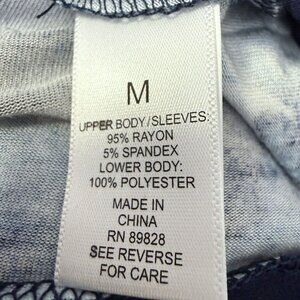 M
UPPER BODY/SLEEVES:
95% RAYON
5% SPANDEX
LOWER BODY:
100% POLYESTER
MADE IN
CHINA
RN 89828
SEE REVERSE
FOR CARE